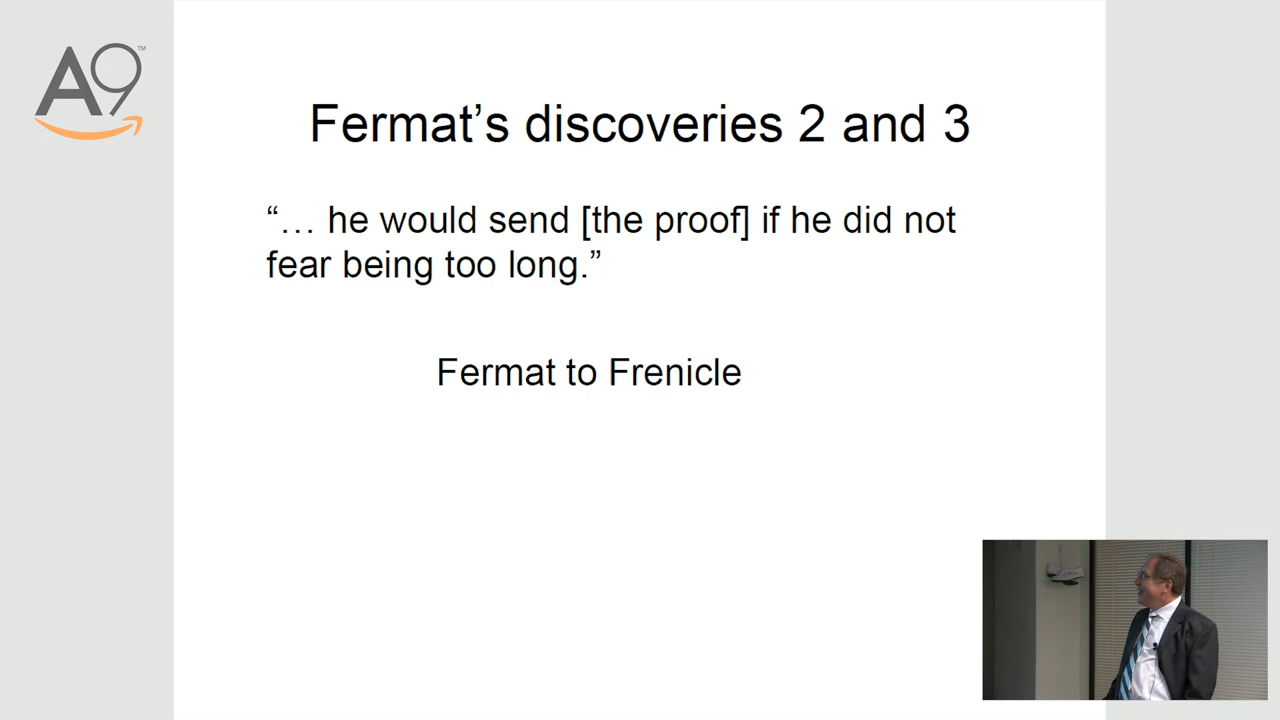 A9™
Fermat’s discoveries 2 and 3
“… he would send [the proof] if he did not
fear being too long.”
Fermat to Frenicle